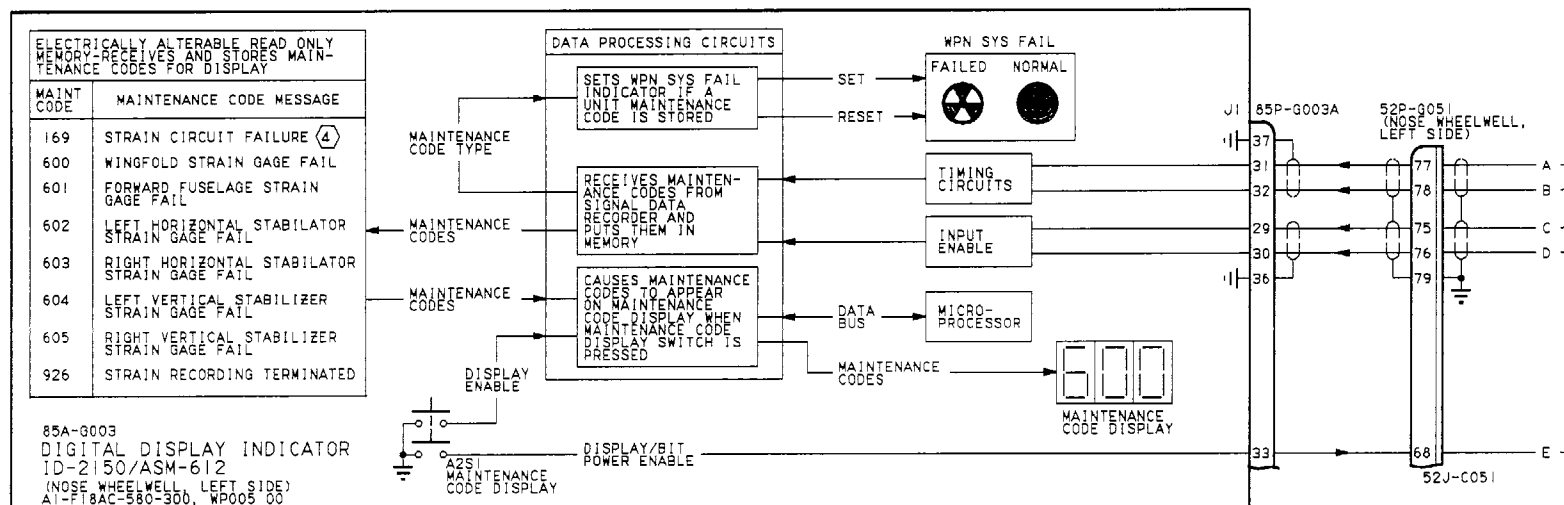 ELECTRICALLY ALTERABLE READ ONLY
MEMORY-RECEIVES AND STORES MAIN-
TENANCE CODES FOR DISPLAY
MAINT
CODE
MAINTENANCE CODE MESSAGE
169 STRAIN CIRCUIT FAILURE 4
600 WINGFOLD STRAIN GAGE FAIL
601 FORWARD FUSELAGE STRAIN
GAGE FAIL
602 LEFT HORIZONTAL STABILATOR
STRAIN GAGE FAIL
603 RIGHT HORIZONTAL STABILATOR
STRAIN GAGE FAIL
604 LEFT VERTICAL STABILIZER
STRAIN GAGE FAIL
605 RIGHT VERTICAL STABILIZER
STRAIN GAGE FAIL
926 STRAIN RECORDING TERMINATED
85A-G003
DIGITAL DISPLAY INDICATOR
ID-2150/ASM-612
(NOSE WHEELWELL, LEFT SIDE)
A1-F18AC-580-300, WP005 00
MAINTENANCE
CODE TYPE
MAINTENANCE
CODES
MAINTENANCE
CODES
DISPLAY
ENABLE
A2S1
MAINTENANCE
CODE DISPLAY
DATA PROCESSING CIRCUITS
SETS WPN SYS FAIL
INDICATOR IF A
UNIT MAINTENANCE
CODE IS STORED
RECEIVES MAINTEN-
ANCE CODES FROM
SIGNAL DATA
RECORDER AND
PUTS THEM IN
MEMORY
CAUSES MAINTENANCE
CODES TO APPEAR
ON MAINTENANCE
CODE DISPLAY WHEN
MAINTENANCE CODE
DISPLAY SWITCH IS
PRESSED
DISPLAY/BIT
POWER ENABLE
SET
RESET
DATA
BUS
MAINTENANCE
CODES
WPN SYS FAIL
FAILED NORMAL
TIMING
CIRCUITS
INPUT
ENABLE
MICRO-
PROCESSOR
600
MAINTENANCE
CODE DISPLAY
J1 85P-G003A
37
31
32
29
30
36
33
52P-G051
(NOSE WHEELWELL,
LEFT SIDE)
77
78
75
76
79
68
52J-C051
A
B
C
D
E